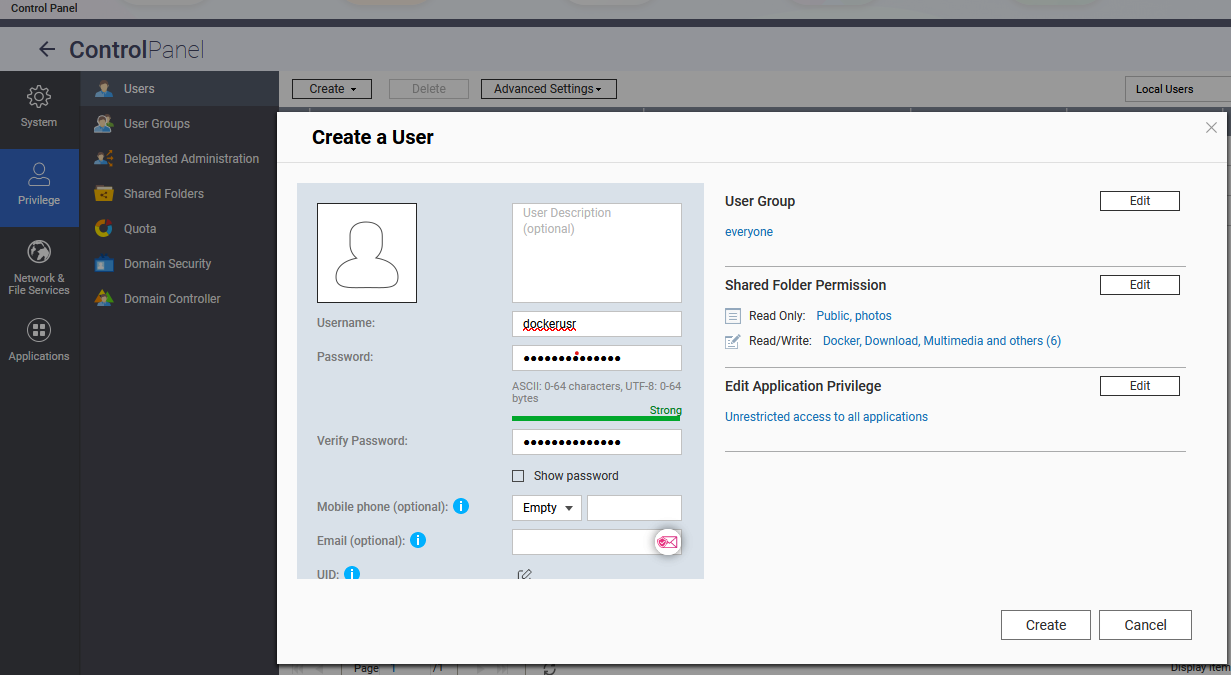 Control Panel
ControlPanel
System
Privilege
Network &
File Services
Applications
Users
User Groups
Delegated Administration
Shared Folders
Quota
Domain Security
Domain Controller
Create
Delete
Advanced Settings
Local Users
Create a User
User Description
(optional)
Username:
dockerusr
Password:
ASCII: 0-64 characters, UTF-8: 0-64
bytes
Strong
Verify Password:
Show password
Mobile phone (optional):
Empty
Email (optional):
UID:
User Group
Edit
everyone
Shared Folder Permission
Edit
Read Only: Public, photos
Read/Write: Docker, Download, Multimedia and others (6)
Edit Application Privilege
Edit
Unrestricted access to all applications
Create
Cancel
Page 1 /1
Display item